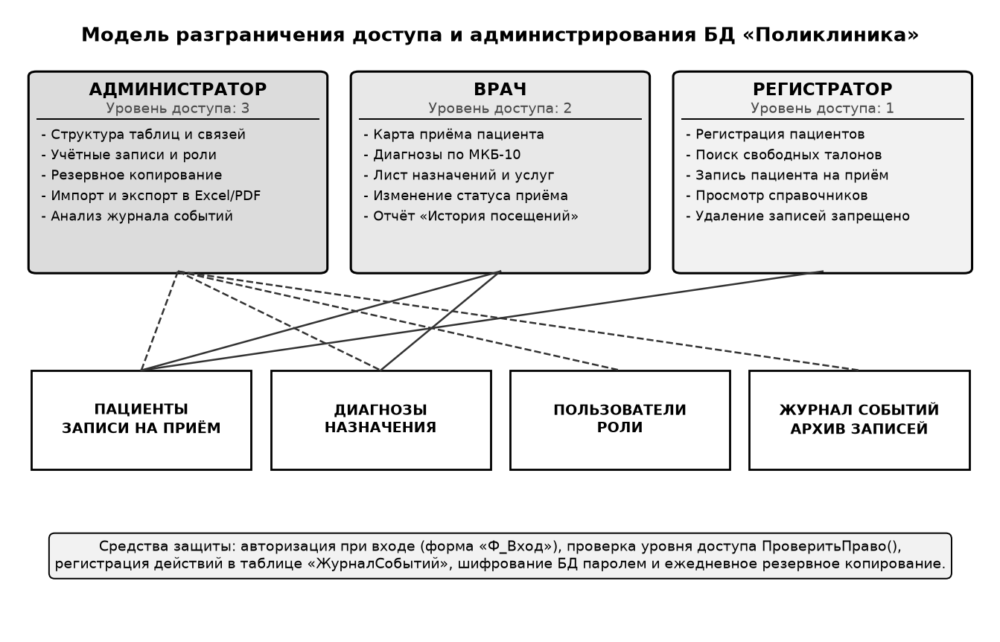 Модель разграничения доступа и администрирования БД «Поликлиника»
АДМИНИСТРАТОР
Уровень доступа: 3
- Структура таблиц и связей
- Учётные записи и роли
- Резервное копирование
- Импорт и экспорт в Excel/PDF
- Анализ журнала событий
ВРАЧ
Уровень доступа: 2
- Карта приёма пациента
- Диагнозы по МКБ-10
- Лист назначений и услуг
- Изменение статуса приёма
- Отчёт «История посещений»
РЕГИСТРАТОР
Уровень доступа: 1
- Регистрация пациентов
- Поиск свободных талонов
- Запись пациента на приём
- Просмотр справочников
- Удаление записей запрещено
ПАЦИЕНТЫ
ЗАПИСИ НА ПРИЁМ
ДИАГНОЗЫ
НАЗНАЧЕНИЯ
ПОЛЬЗОВАТЕЛИ
РОЛИ
ЖУРНАЛ СОБЫТИЙ
АРХИВ ЗАПИСЕЙ
Средства защиты: авторизация при входе (форма «Ф_Вход»), проверка уровня доступа ПроверитьПраво(),
регистрация действий в таблице «ЖурналСобытий», шифрование БД паролем и ежедневное резервное копирование.